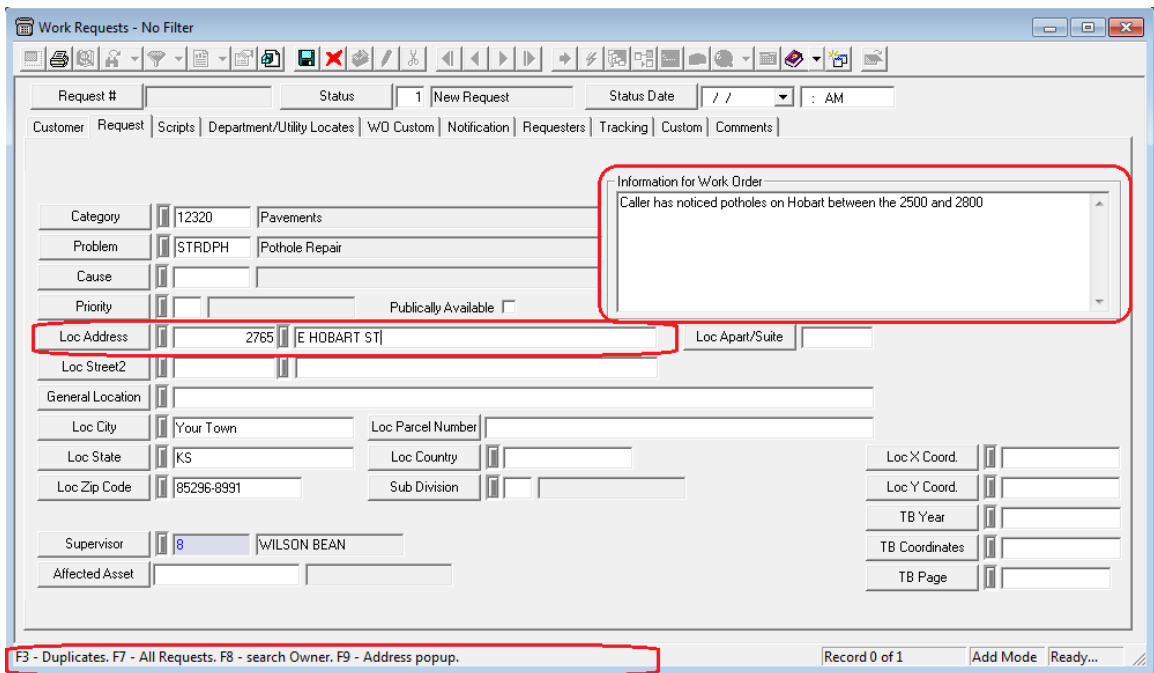 Work Requests - No Filter
Request # Status 1 New Request Status Date / / : AM
Customer Request Scripts Department/Utility Locates WO Custom Notification Requesters Tracking Custom Comments
Information for Work Order
Caller has noticed potholes on Hobart between the 2500 and 2800
Category 12320 Pavements
Problem STRDPH Pothole Repair
Cause
Priority Publically Available
Loc Address 2765 E HOBART ST Loc Apart/Suite
Loc Street2
General Location
Loc City Your Town Loc Parcel Number
Loc State KS Loc Country Loc X Coord.
Loc Zip Code 85296-8991 Sub Division Loc Y Coord.
TB Year
Supervisor 8 WILSON BEAN TB Coordinates
Affected Asset TB Page
F3 - Duplicates. F7 - All Requests. F8 - search Owner. F9 - Address popup. Record 0 of 1 Add Mode Ready...